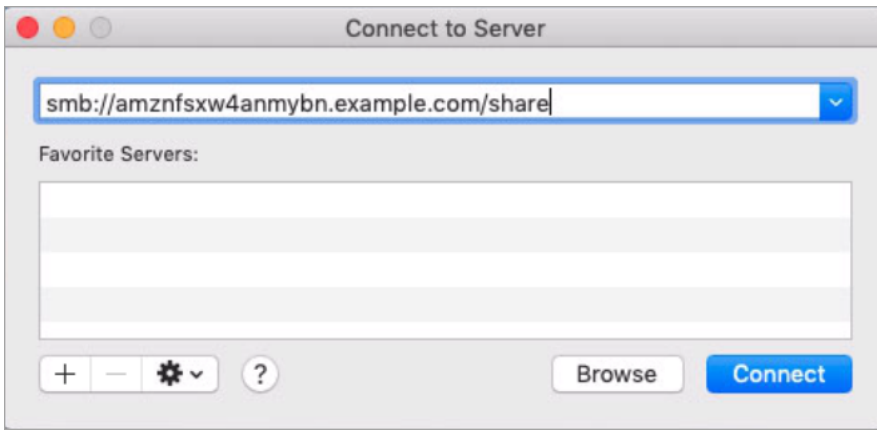 Connect to Server
smb://amznfsxw4anmybn.example.com/share
Favorite Servers:
+ − ? Browse Connect